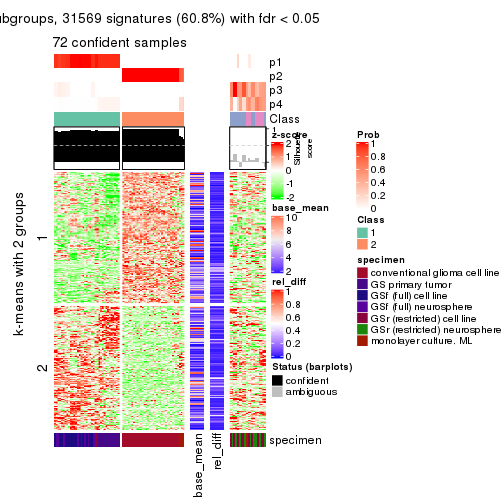 ubgroups, 31569 signatures (60.8%) with fdr < 0.05
72 confident samples
p1
p2
p3
p4
Class
1
Silhouette score
k-means with 2 groups
1
2
base_mean
rel_diff
specimen
z-score
2
1
0
-1
-2
base_mean
10
8
6
4
2
rel_diff
1
0.8
0.6
0.4
0.2
0
Status (barplots)
confident
ambiguous
Prob
1
0.8
0.6
0.4
0.2
0
Class
1
2
specimen
conventional glioma cell line
GS primary tumor
GSf (full) cell line
GSf (full) neurosphere
GSr (restricted) cell line
GSr (restricted) neurosphere
monolayer culture. ML